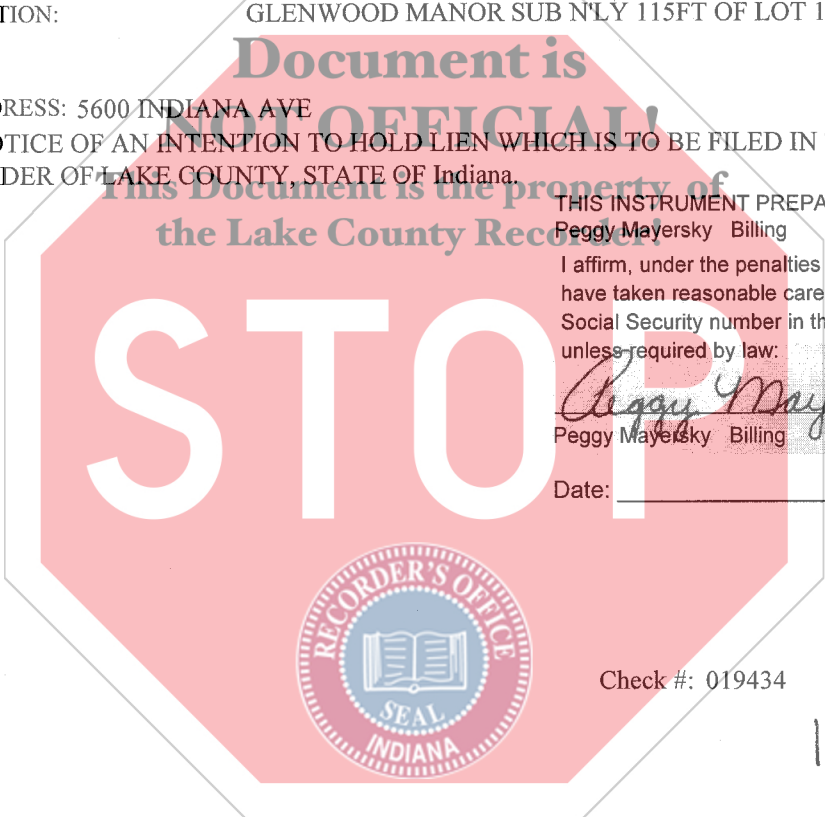 TION: GLENWOOD MANOR SUB N'LY 115FT OF LOT 1
Document is
RESS: 5600 INDIANA AVE
NOT OFFICIAL!
OTICE OF AN INTENTION TO HOLD LIEN WHICH IS TO BE FILED IN
DER OF LAKE COUNTY, STATE OF Indiana.
This Document is the property of
the Lake County Recorder!
THIS INSTRUMENT PREPA
Peggy Mayersky Billing
I affirm, under the penalties
have taken reasonable care
Social Security number in th
unless required by law:
STOP
Peggy May
Peggy Mayersky Billing
Date:
RECORDER'S OFFICE
SEAL
INDIANA
Check #: 019434